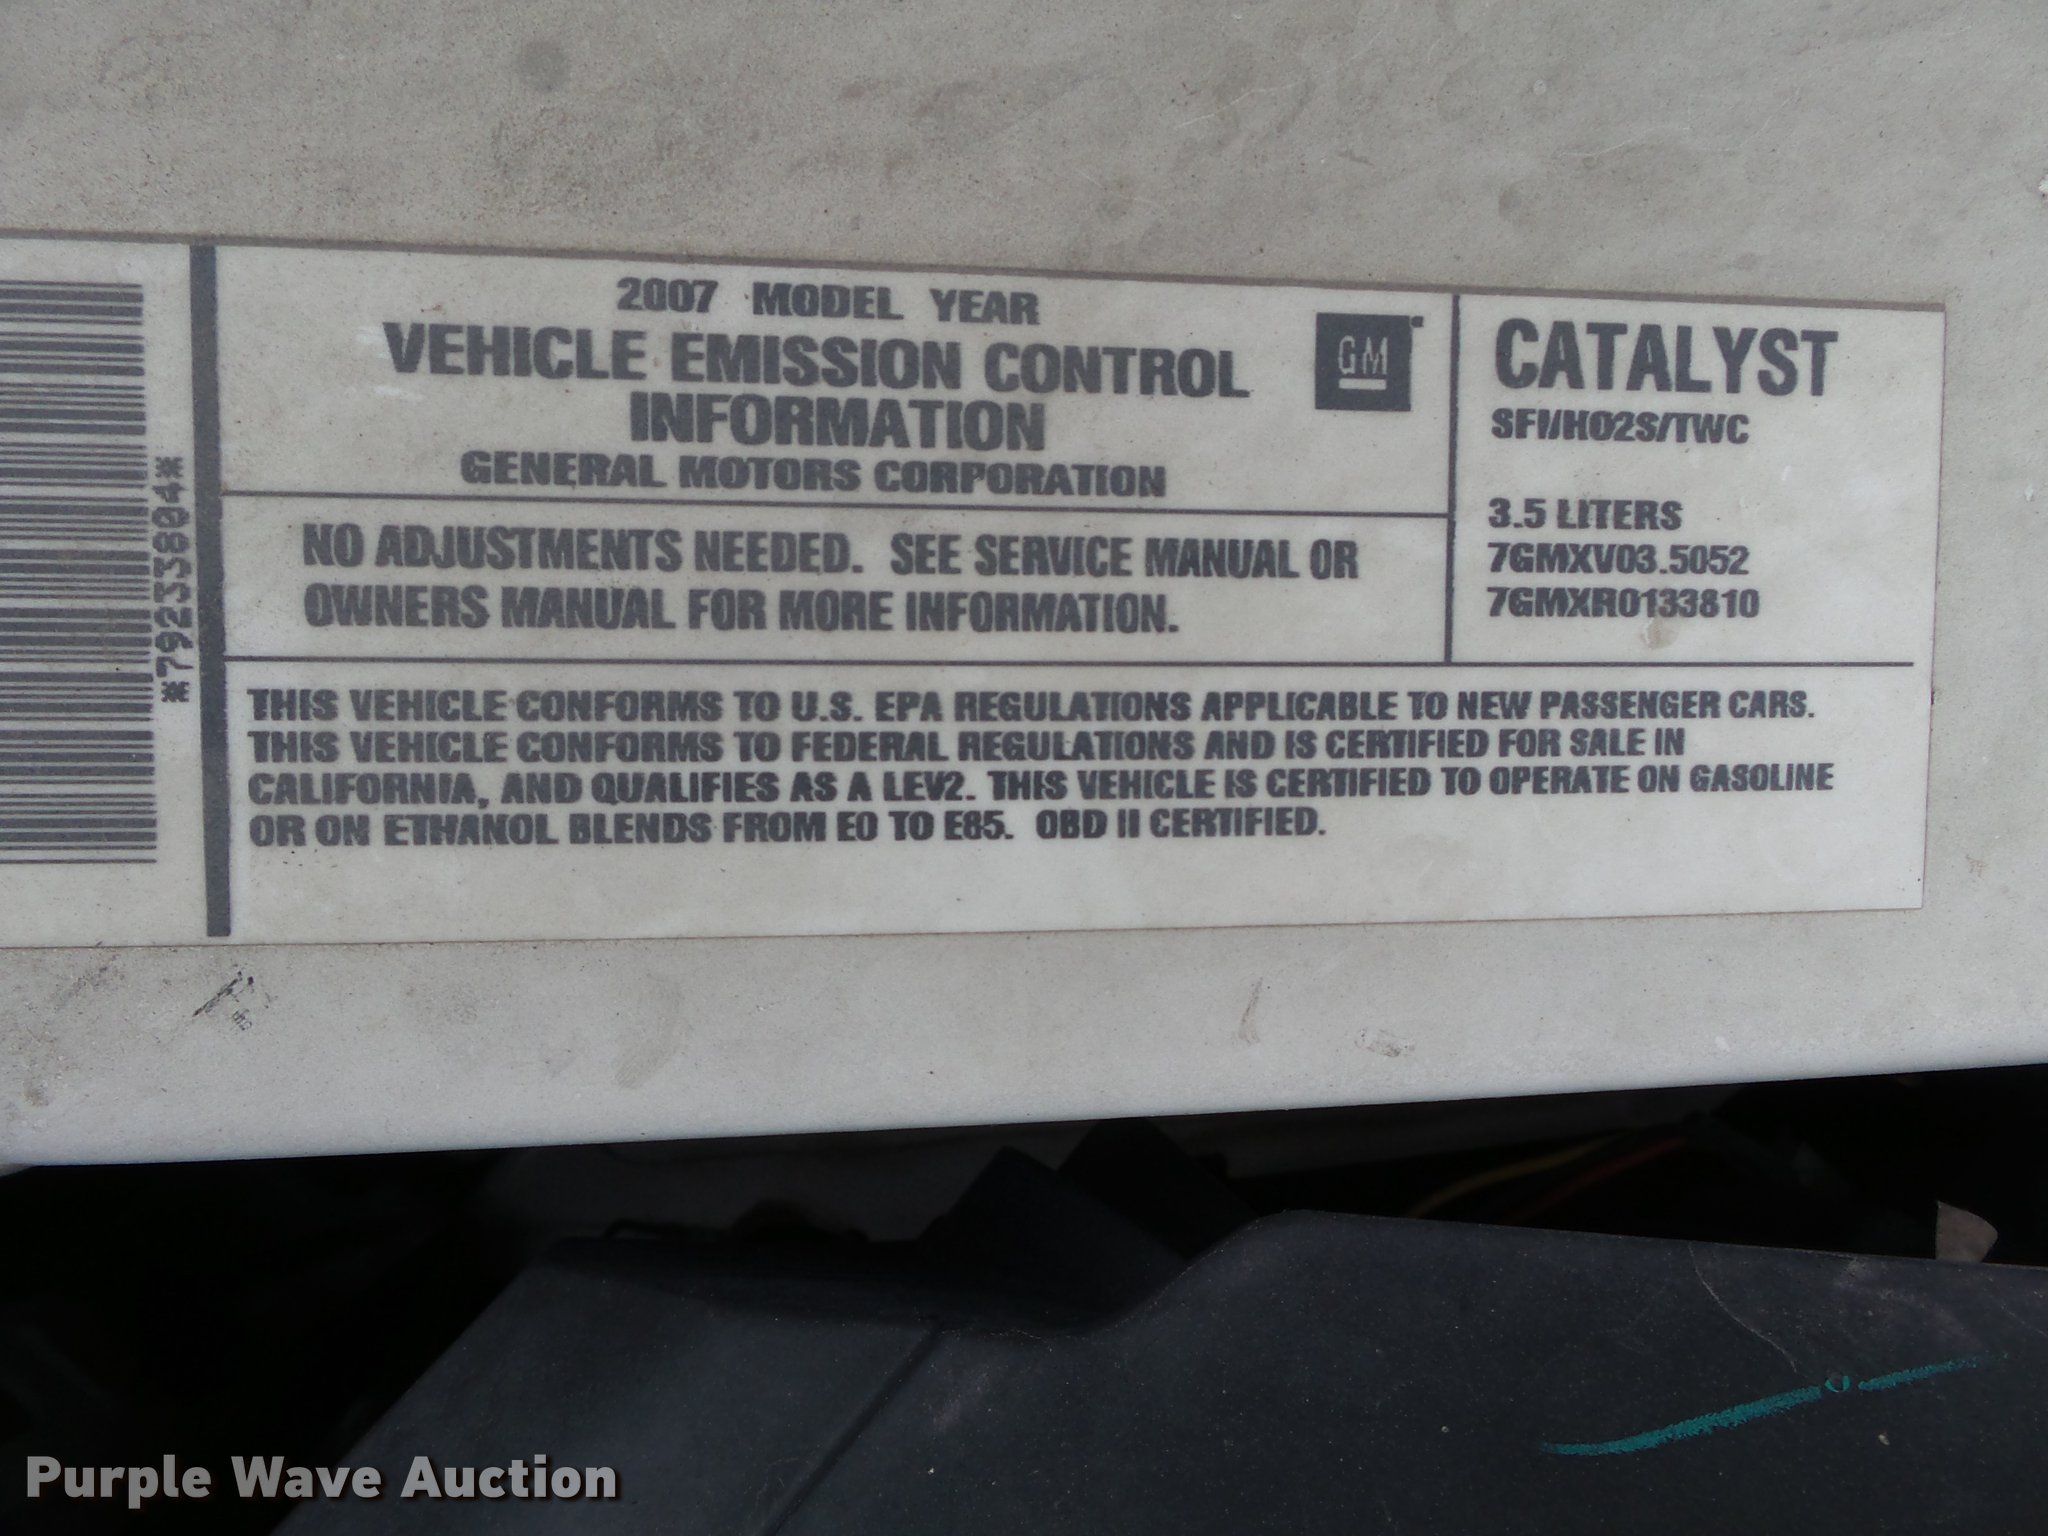 2007 MODEL YEAR
VEHICLE EMISSION CONTROL
INFORMATION
GENERAL MOTORS CORPORATION
GM
CATALYST
SFI/HO2S/TWC
3.5 LITERS
7GMXV03.5052
7GMXR0133810
NO ADJUSTMENTS NEEDED. SEE SERVICE MANUAL OR
OWNERS MANUAL FOR MORE INFORMATION.
THIS VEHICLE CONFORMS TO U.S. EPA REGULATIONS APPLICABLE TO NEW PASSENGER CARS.
THIS VEHICLE CONFORMS TO FEDERAL REGULATIONS AND IS CERTIFIED FOR SALE IN
CALIFORNIA, AND QUALIFIES AS A LEV2. THIS VEHICLE IS CERTIFIED TO OPERATE ON GASOLINE
OR ON ETHANOL BLENDS FROM E0 TO E85. OBD II CERTIFIED.
*79233804*
Purple Wave Auction